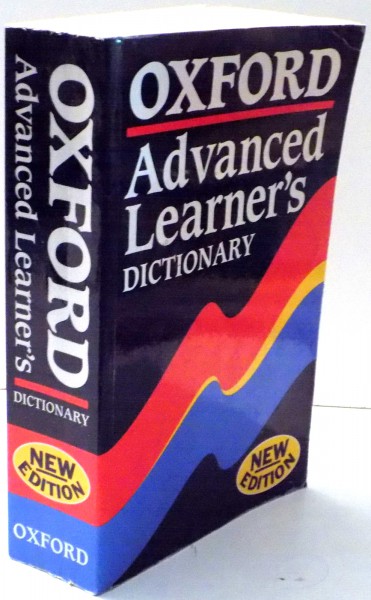 OXFORD
Advanced Learner's
DICTIONARY
NEW
EDITION
OXFORD
OXFORD
Advanced
Learner's
DICTIONARY
NEW
EDITION